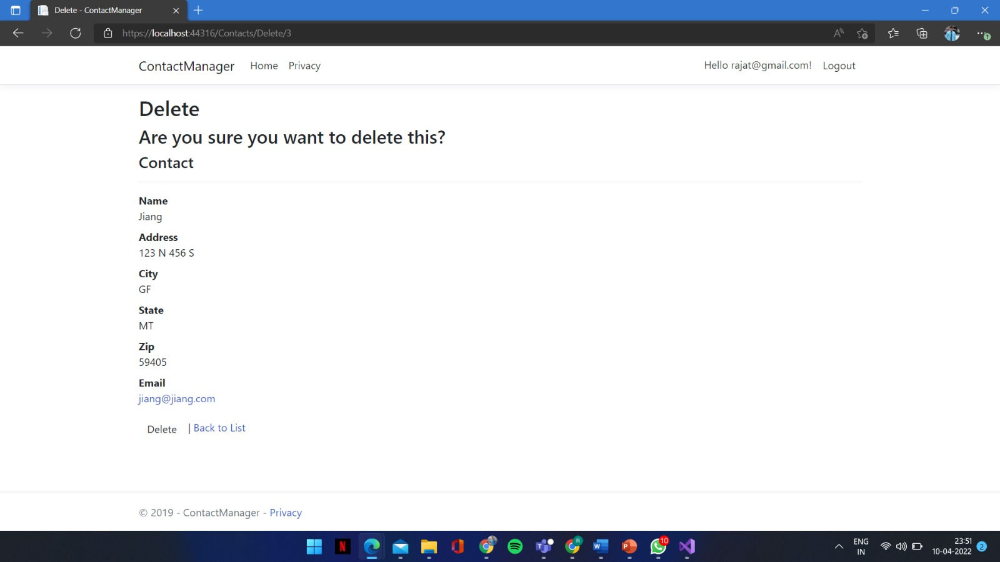 Delete - ContactManager
https://localhost:44316/Contacts/Delete/3
ContactManager Home Privacy Hello rajat@gmail.com! Logout
Delete
Are you sure you want to delete this?
Contact
Name
Jiang
Address
123 N 456 S
City
GF
State
MT
Zip
59405
Email
jiang@jiang.com
Delete | Back to List
© 2019 - ContactManager - Privacy
N R T W P 10
ENG
IN
23:51
10-04-2022 2